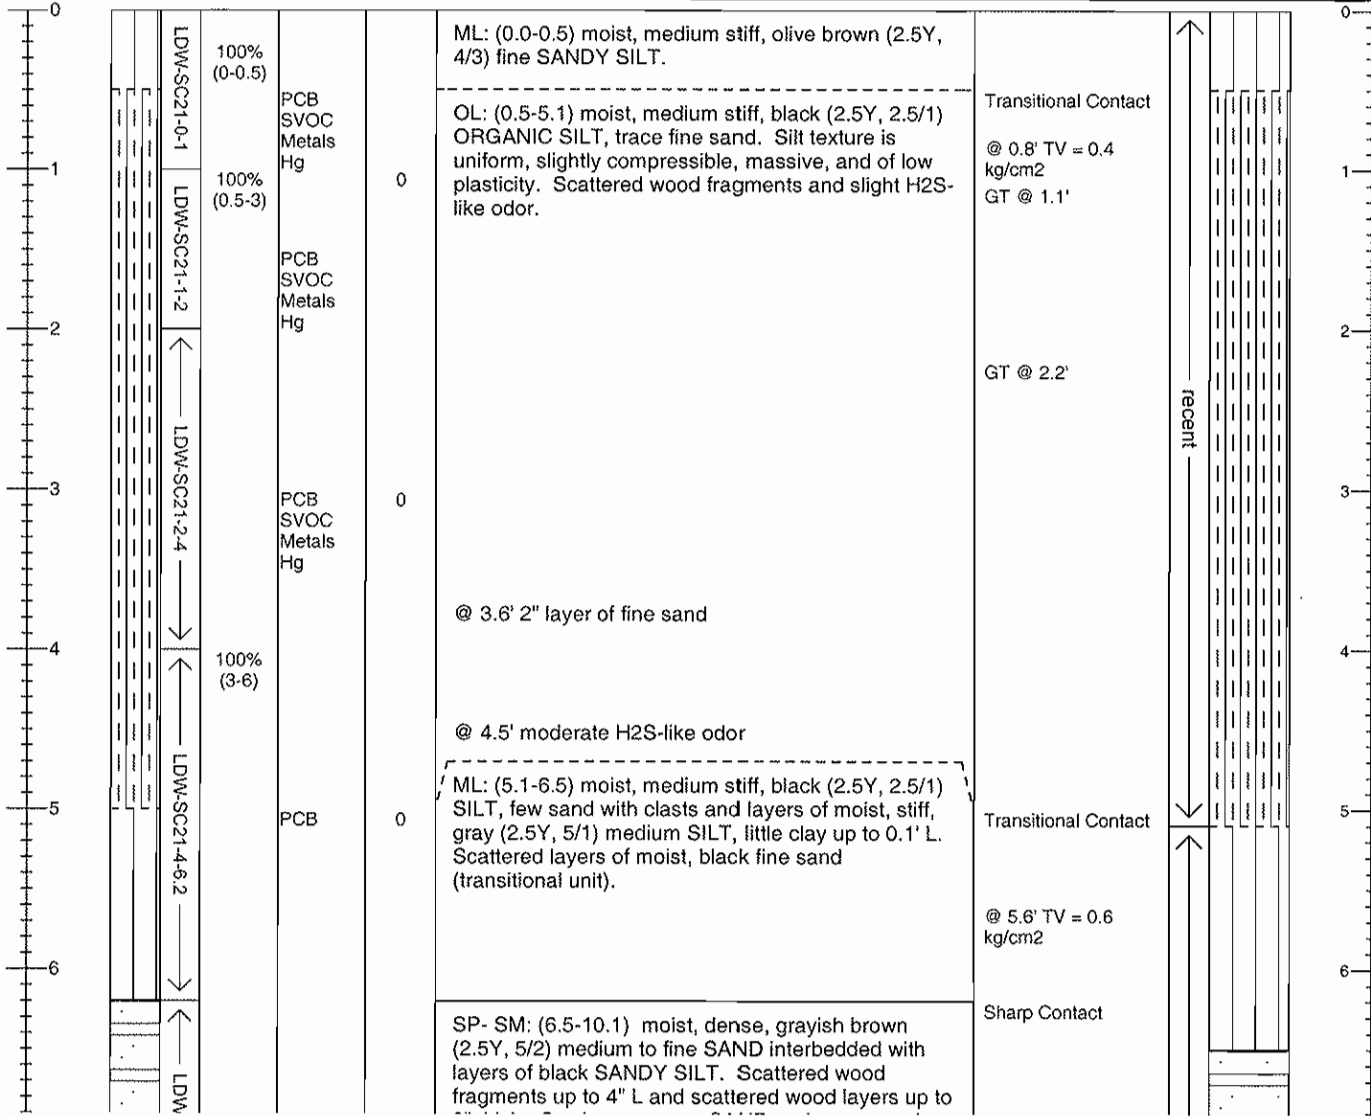 0
0
LDW-SC21-0-1
100%
(0-0.5)
ML: (0.0-0.5) moist, medium stiff, olive brown (2.5Y,
4/3) fine SANDY SILT.
PCB
SVOC
Metals
Hg
OL: (0.5-5.1) moist, medium stiff, black (2.5Y, 2.5/1)
ORGANIC SILT, trace fine sand.  Silt texture is
uniform, slightly compressible, massive, and of low
plasticity.  Scattered wood fragments and slight H2S-
like odor.
Transitional Contact
@ 0.8' TV = 0.4
kg/cm2
GT @ 1.1'
1
1
LDW-SC21-1-2
100%
(0.5-3)
0
PCB
SVOC
Metals
Hg
2
2
GT @ 2.2'
recent
LDW-SC21-2-4
3
3
PCB
SVOC
Metals
Hg
0
@ 3.6' 2" layer of fine sand
4
4
100%
(3-6)
@ 4.5' moderate H2S-like odor
LDW-SC21-4-6.2
5
5
PCB
0
ML: (5.1-6.5) moist, medium stiff, black (2.5Y, 2.5/1)
SILT, few sand with clasts and layers of moist, stiff,
gray (2.5Y, 5/1) medium SILT, little clay up to 0.1' L.
Scattered layers of moist, black fine sand
(transitional unit).
Transitional Contact
@ 5.6' TV = 0.6
kg/cm2
6
6
Sharp Contact
LDW
SP- SM: (6.5-10.1)  moist, dense, grayish brown
(2.5Y, 5/2) medium to fine SAND interbedded with
layers of black SANDY SILT.  Scattered wood
fragments up to 4" L and scattered wood layers up to